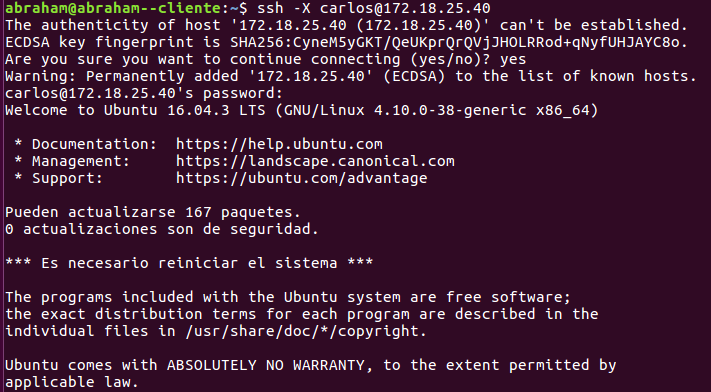 abraham@abraham--cliente:~$ ssh -X carlos@172.18.25.40
The authenticity of host '172.18.25.40 (172.18.25.40)' can't be established.
ECDSA key fingerprint is SHA256:CyneM5yGKT/QeUKprQrQVjJHOLRRod+qNyfUHJAYC8o.
Are you sure you want to continue connecting (yes/no)? yes
Warning: Permanently added '172.18.25.40' (ECDSA) to the list of known hosts.
carlos@172.18.25.40's password:
Welcome to Ubuntu 16.04.3 LTS (GNU/Linux 4.10.0-38-generic x86_64)

 * Documentation:  https://help.ubuntu.com
 * Management:     https://landscape.canonical.com
 * Support:        https://ubuntu.com/advantage

Pueden actualizarse 167 paquetes.
0 actualizaciones son de seguridad.

*** Es necesario reiniciar el sistema ***

The programs included with the Ubuntu system are free software;
the exact distribution terms for each program are described in the
individual files in /usr/share/doc/*/copyright.

Ubuntu comes with ABSOLUTELY NO WARRANTY, to the extent permitted by
applicable law.